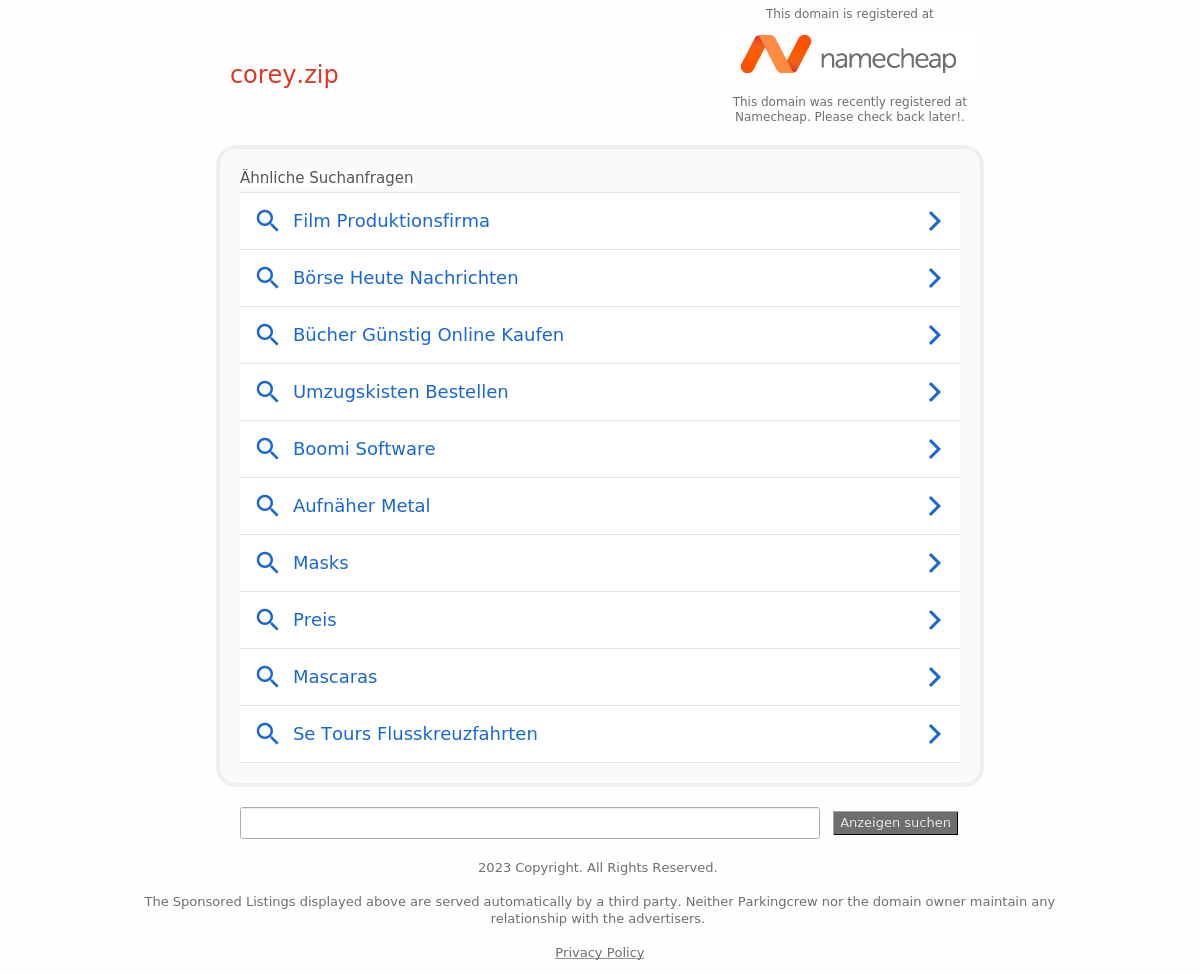 This domain is registered at
namecheap
corey.zip
This domain was recently registered at
Namecheap. Please check back later!.
Ähnliche Suchanfragen
Film Produktionsfirma
Börse Heute Nachrichten
Bücher Günstig Online Kaufen
Umzugskisten Bestellen
Boomi Software
Aufnäher Metal
Masks
Preis
Mascaras
Se Tours Flusskreuzfahrten
Anzeigen suchen
2023 Copyright. All Rights Reserved.
The Sponsored Listings displayed above are served automatically by a third party. Neither Parkingcrew nor the domain owner maintain any
relationship with the advertisers.
Privacy Policy